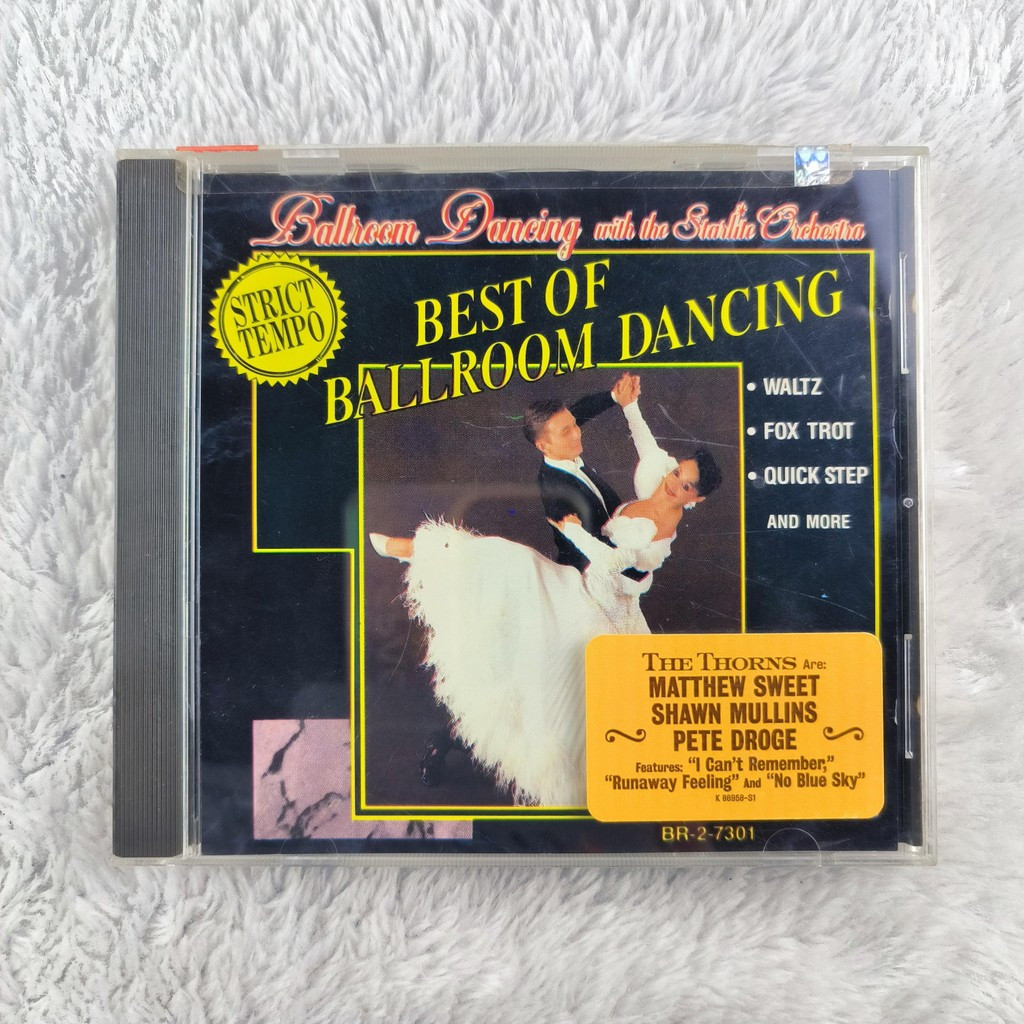 Ballroom Dancing with the Starlite Orchestra
STRICT
TEMPO
BEST OF
BALLROOM DANCING
• WALTZ
• FOX TROT
• QUICK STEP
AND MORE
THE THORNS Are:
MATTHEW SWEET
SHAWN MULLINS
PETE DROGE
Features: "I Can't Remember,"
"Runaway Feeling" And "No Blue Sky"
K 86958-S1
BR-2-7301